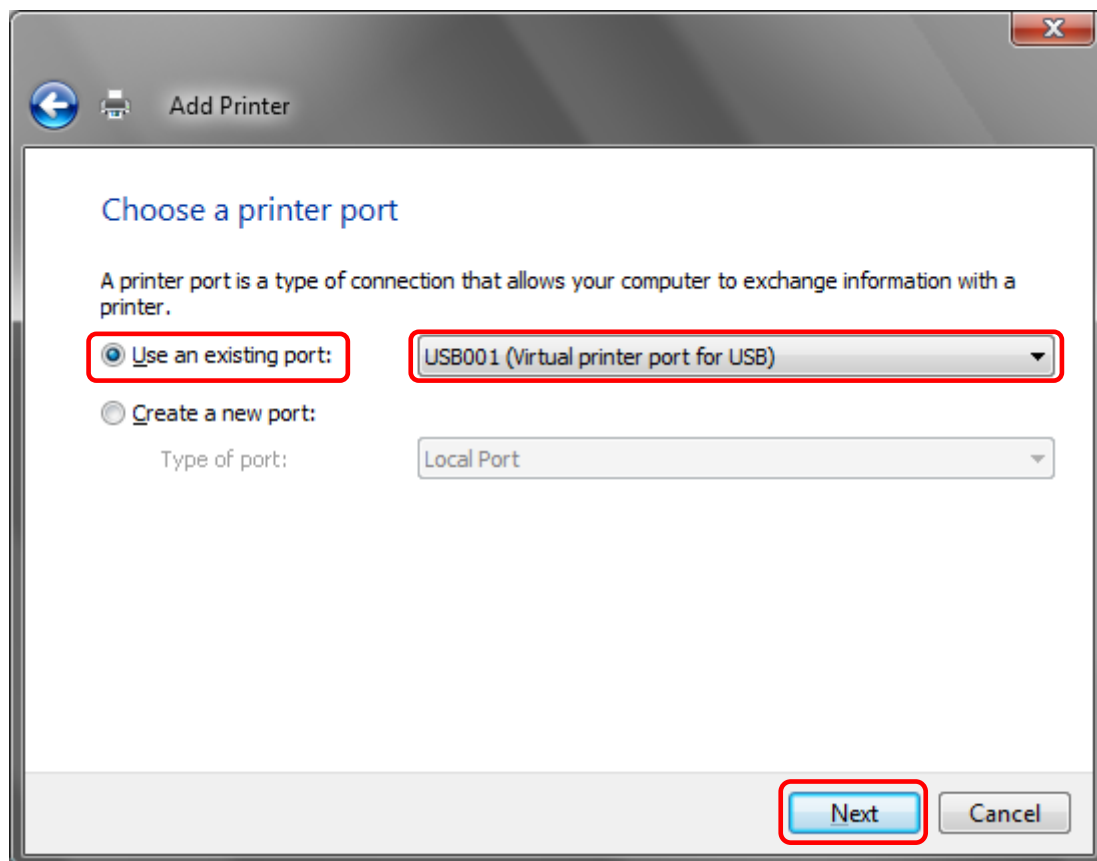 Add Printer
Choose a printer port
A printer port is a type of connection that allows your computer to exchange information with a
printer.
Use an existing port: USB001 (Virtual printer port for USB)
Create a new port:
Type of port: Local Port
Next Cancel